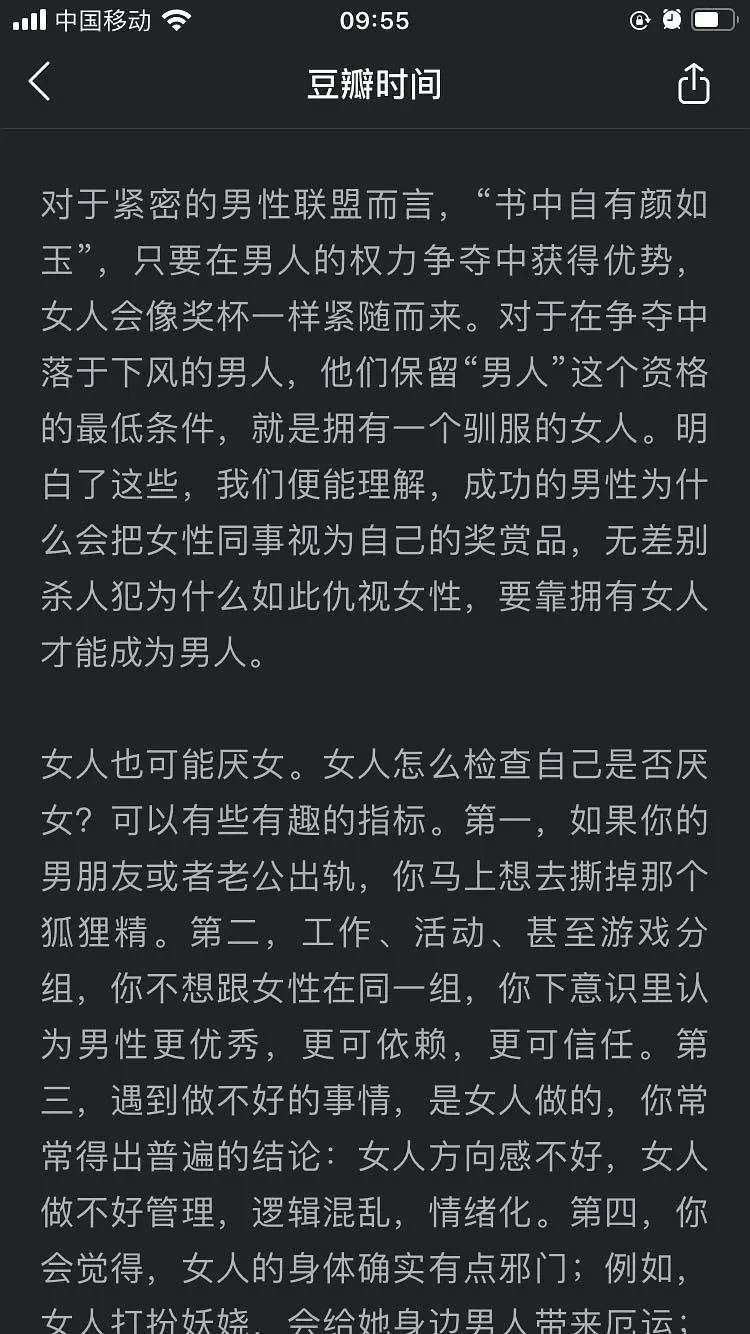 中国移动
09:55
豆瓣时间
对于紧密的男性联盟而言，“书中自有颜如
玉”，只要在男人的权力争夺中获得优势，
女人会像奖杯一样紧随而来。对于在争夺中
落于下风的男人，他们保留“男人”这个资格
的最低条件，就是拥有一个驯服的女人。明
白了这些，我们便能理解，成功的男性为什
么会把女性同事视为自己的奖赏品，无差别
杀人犯为什么如此仇视女性，要靠拥有女人
才能成为男人。
女人也可能厌女。女人怎么检查自己是否厌
女？可以有些有趣的指标。第一，如果你的
男朋友或者老公出轨，你马上想去撕掉那个
狐狸精。第二，工作、活动、甚至游戏分
组，你不想跟女性在同一组，你下意识里认
为男性更优秀，更可依赖，更可信任。第
三，遇到做不好的事情，是女人做的，你常
常得出普遍的结论：女人方向感不好，女人
做不好管理，逻辑混乱，情绪化。第四，你
会觉得，女人的身体确实有点邪门；例如，
女人打扮妖娆，会给她身边男人带来厄运；